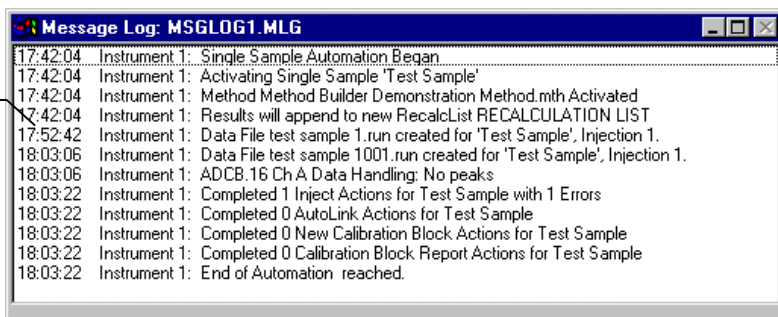 Message Log: MSGLOG1.MLG
17:42:04 Instrument 1: Single Sample Automation Began
17:42:04 Instrument 1: Activating Single Sample 'Test Sample'
17:42:04 Instrument 1: Method Method Builder Demonstration Method.mth Activated
17:42:04 Instrument 1: Results will append to new RecalcList RECALCULATION LIST
17:52:42 Instrument 1: Data File test sample 1.run created for 'Test Sample', Injection 1.
18:03:06 Instrument 1: Data File test sample 1001.run created for 'Test Sample', Injection 1.
18:03:06 Instrument 1: ADCB.16 Ch A Data Handling: No peaks
18:03:22 Instrument 1: Completed 1 Inject Actions for Test Sample with 1 Errors
18:03:22 Instrument 1: Completed 0 AutoLink Actions for Test Sample
18:03:22 Instrument 1: Completed 0 New Calibration Block Actions for Test Sample
18:03:22 Instrument 1: Completed 0 Calibration Block Report Actions for Test Sample
18:03:22 Instrument 1: End of Automation reached.